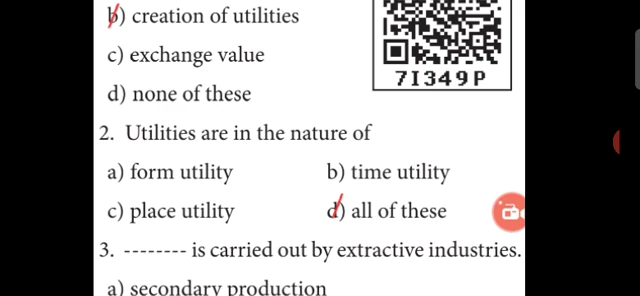 b) creation of utilities
c) exchange value
d) none of these
7I349P
2. Utilities are in the nature of
a) form utility b) time utility
c) place utility d) all of these
3. -------- is carried out by extractive industries.
a) secondary production